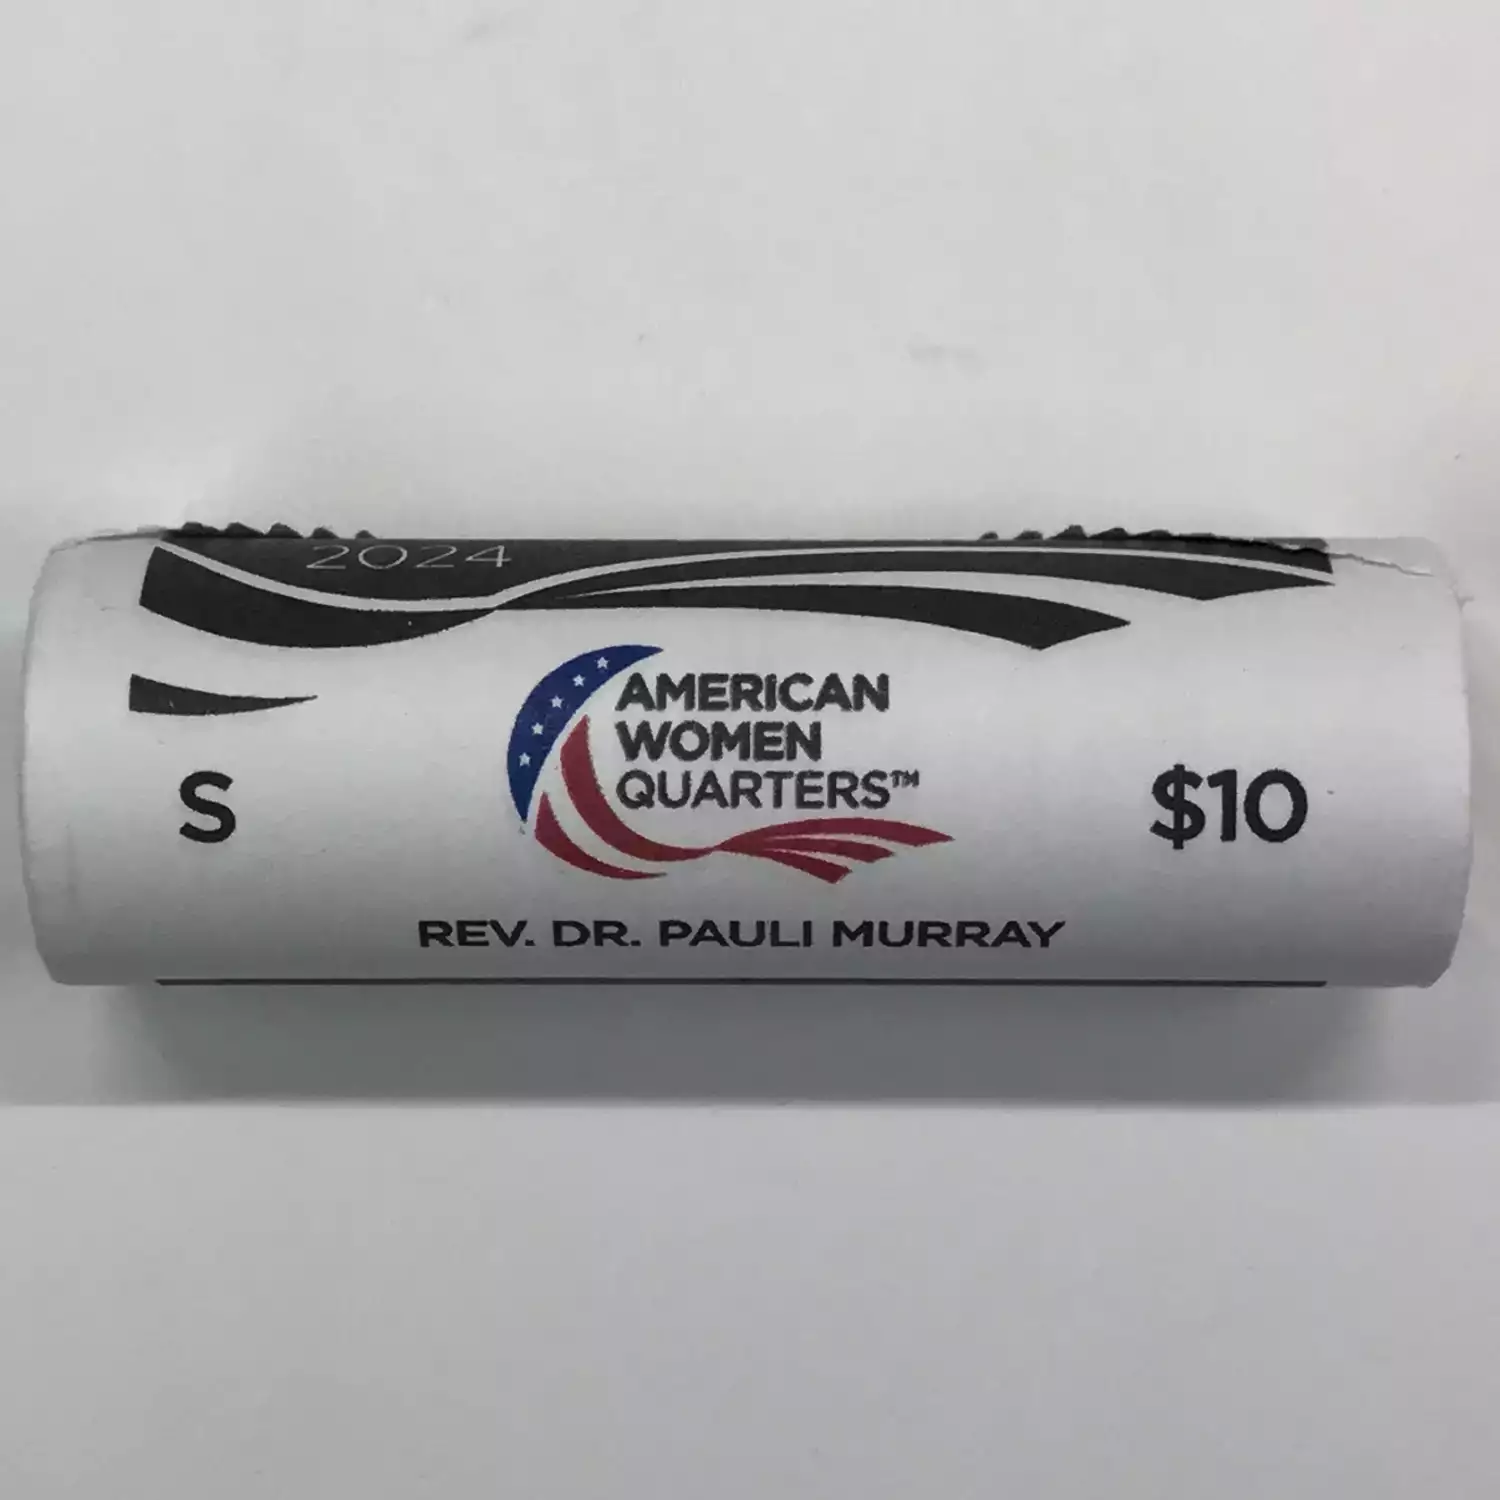 2024
AMERICAN
WOMEN
QUARTERS™
S
$10
REV. DR. PAULI MURRAY